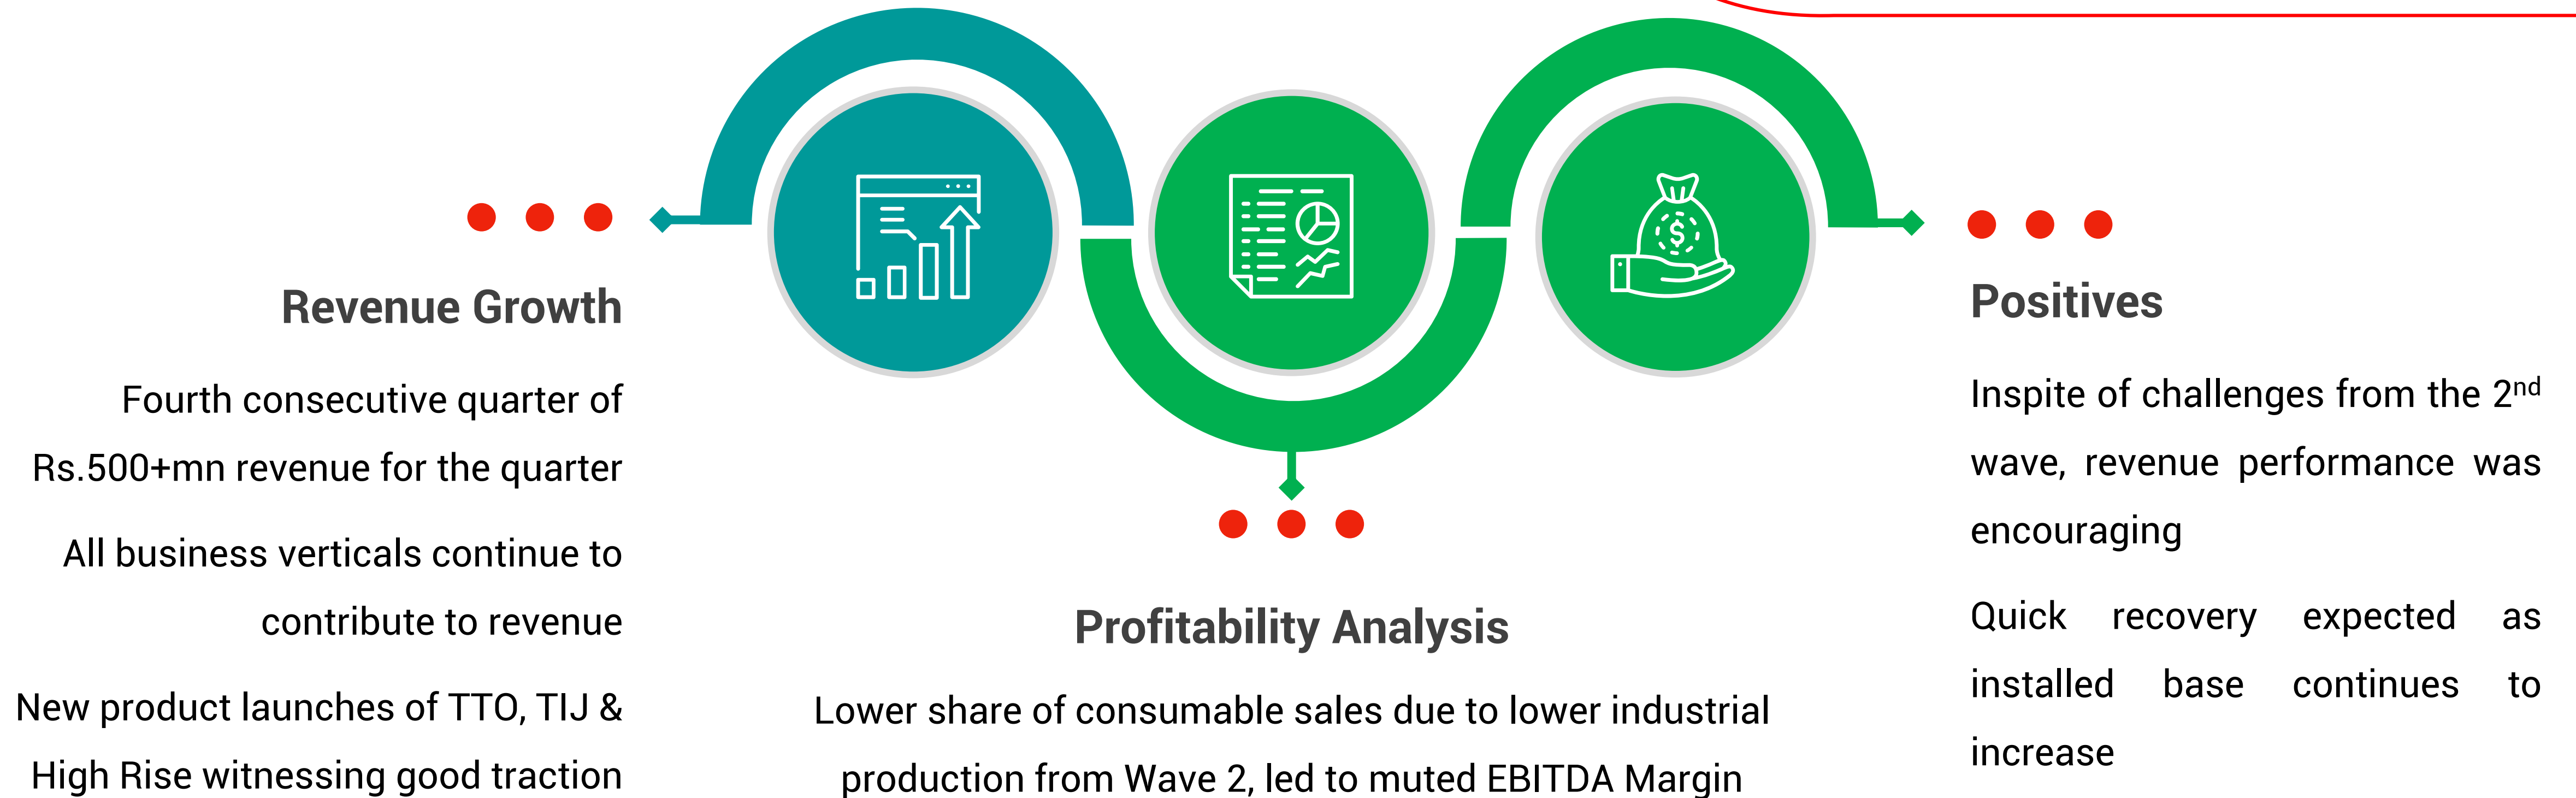 Revenue Growth
Fourth consecutive quarter of
Rs.500+mn revenue for the quarter
All business verticals continue to
contribute to revenue
New product launches of TTO, TIJ &
High Rise witnessing good traction
Profitability Analysis
Lower share of consumable sales due to lower industrial
production from Wave 2, led to muted EBITDA Margin
Positives
Inspite of challenges from the 2nd
wave, revenue performance was
encouraging
Quick recovery expected as
installed base continues to
increase